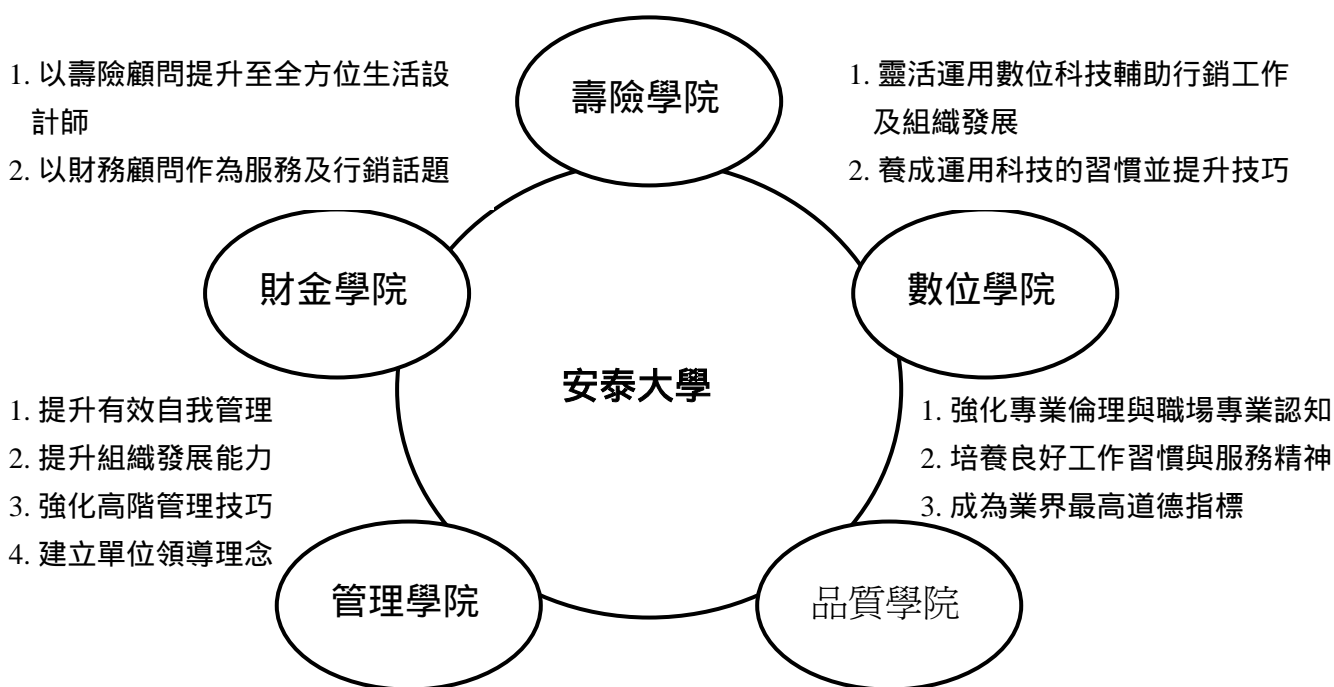 壽險學院
1. 以壽險顧問提升至全方位生活設
計師
2. 以財務顧問作為服務及行銷話題
1. 靈活運用數位科技輔助行銷工作
及組織發展
2. 養成運用科技的習慣並提升技巧
財金學院
數位學院
安泰大學
1. 提升有效自我管理
2. 提升組織發展能力
3. 強化高階管理技巧
4. 建立單位領導理念
1. 強化專業倫理與職場專業認知
2. 培養良好工作習慣與服務精神
3. 成為業界最高道德指標
管理學院
品質學院